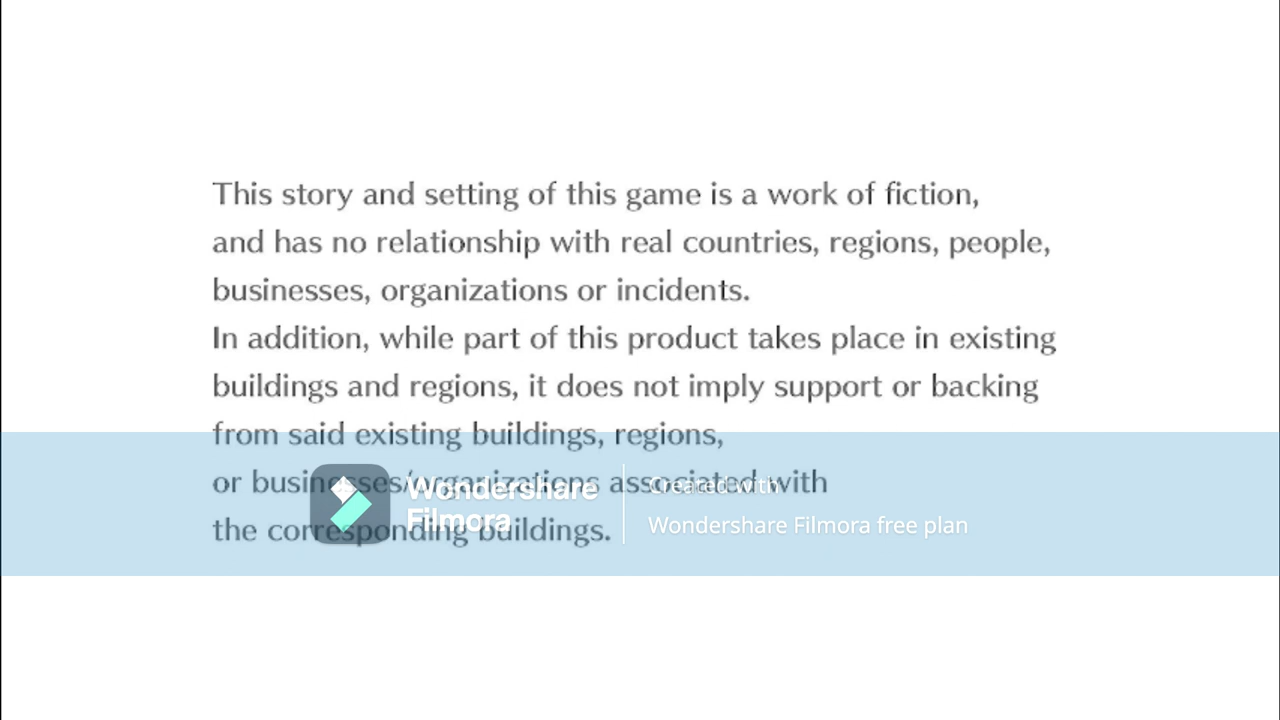 This story and setting of this game is a work of fiction,
and has no relationship with real countries, regions, people,
businesses, organizations or incidents.
In addition, while part of this product takes place in existing
buildings and regions, it does not imply support or backing
from said existing buildings, regions,
or businesses/organizations associated with
the corresponding buildings.
Wondershare
Filmora
Created with
Wondershare Filmora free plan